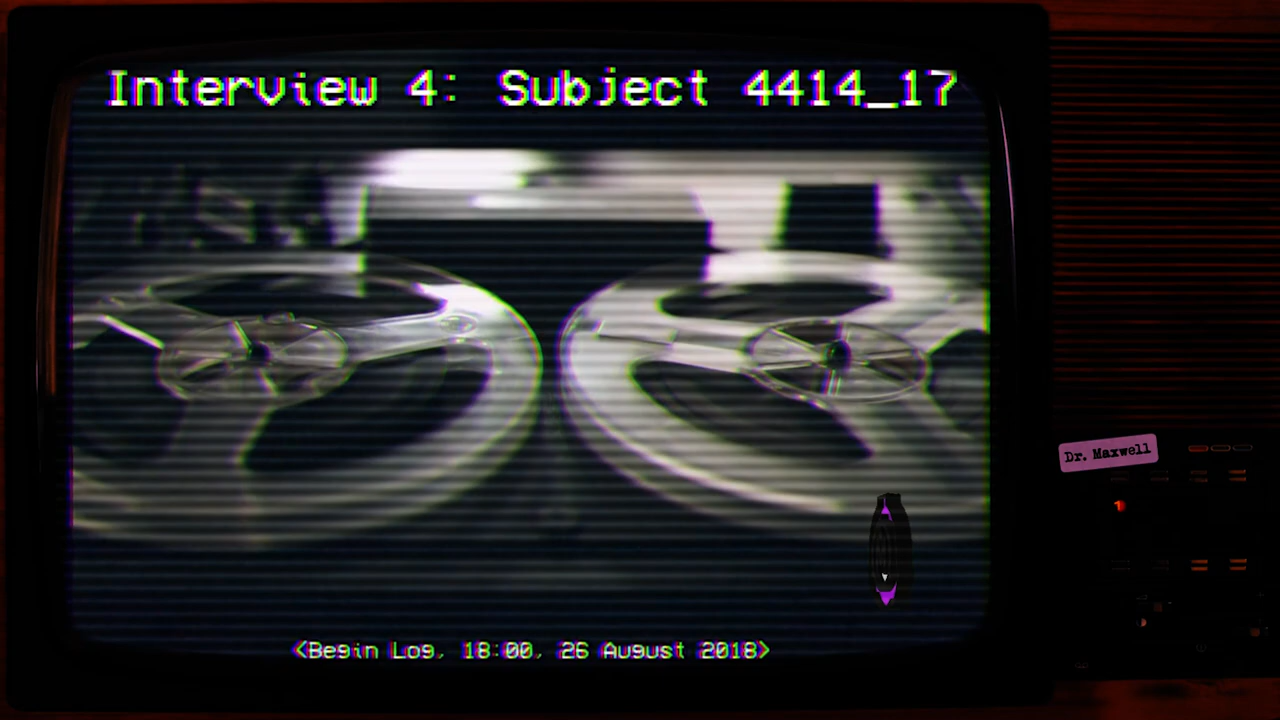 Interview 4: Subject 4414_17
Dr. Maxwell
<Begin Log, 18:00, 26 August 2018>